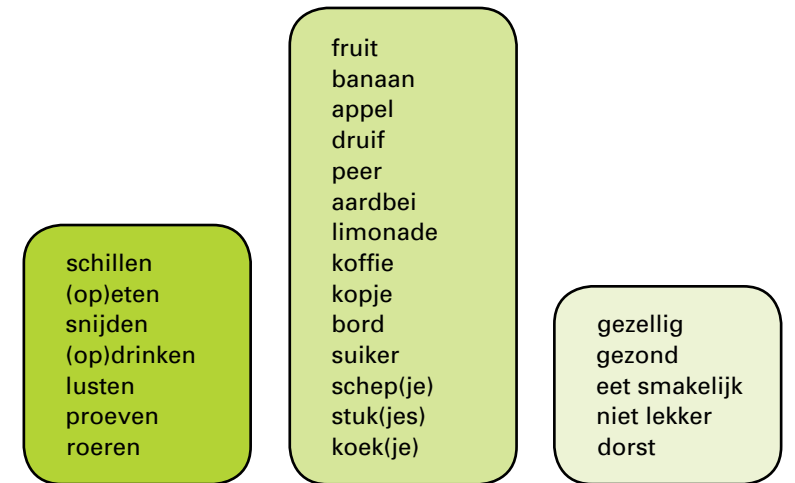 schillen
(op)eten
snijden
(op)drinken
lusten
proeven
roeren
fruit
banaan
appel
druif
peer
aardbei
limonade
koffie
kopje
bord
suiker
schep(je)
stuk(jes)
koek(je)
gezellig
gezond
eet smakelijk
niet lekker
dorst